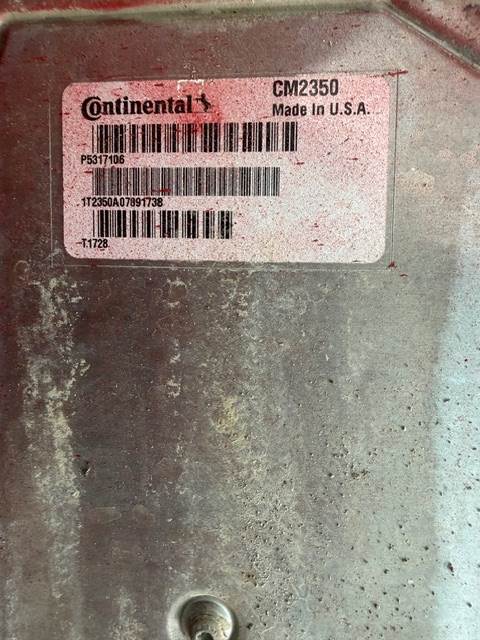 Continental
CM2350
Made In U.S.A.
P5317106
1T2350A07891738
T1728